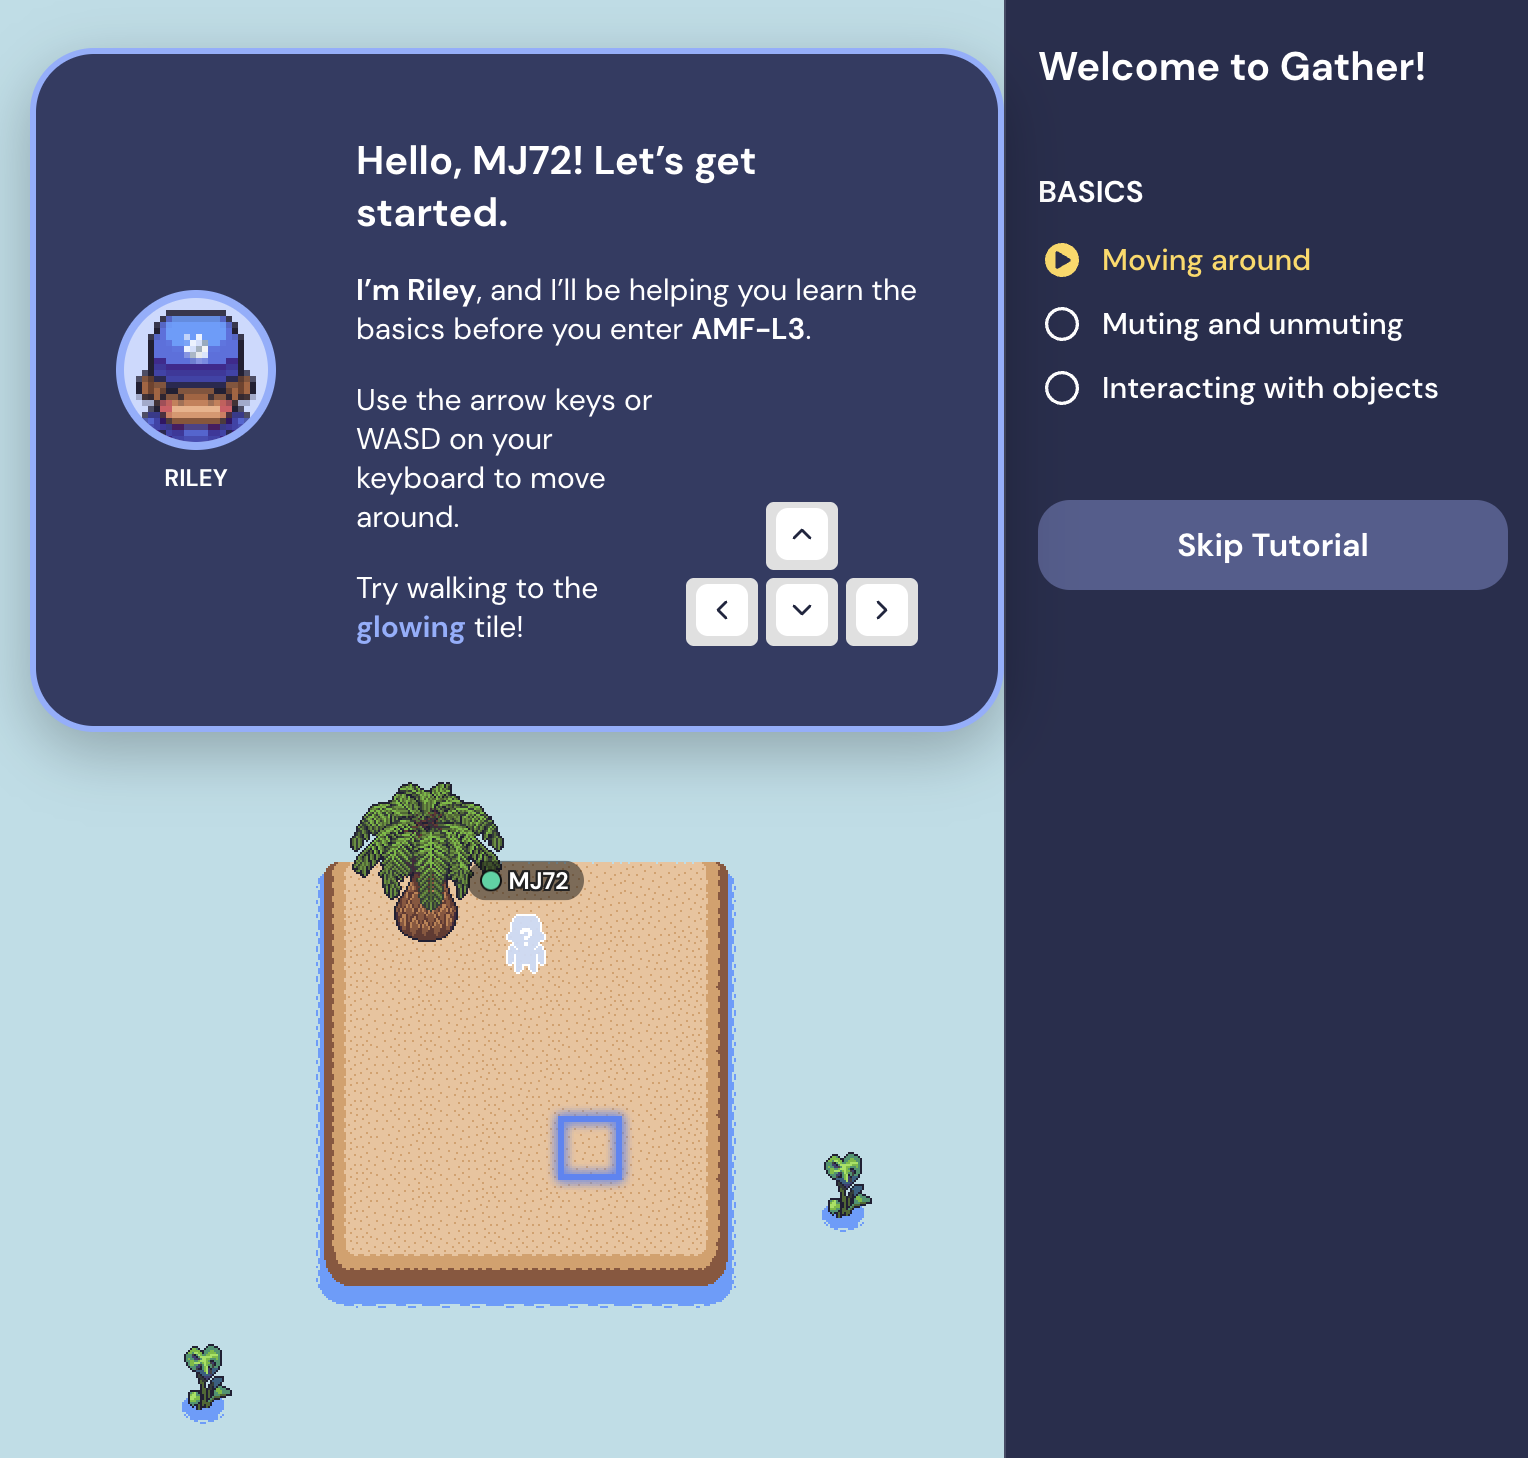 Welcome to Gather!
Hello, MJ72! Let’s get
started.
I’m Riley, and I’ll be helping you learn the
basics before you enter AMF-L3.
Use the arrow keys or
WASD on your
keyboard to move
around.
Try walking to the
glowing tile!
RILEY
BASICS
Moving around
Muting and unmuting
Interacting with objects
Skip Tutorial
MJ72
?